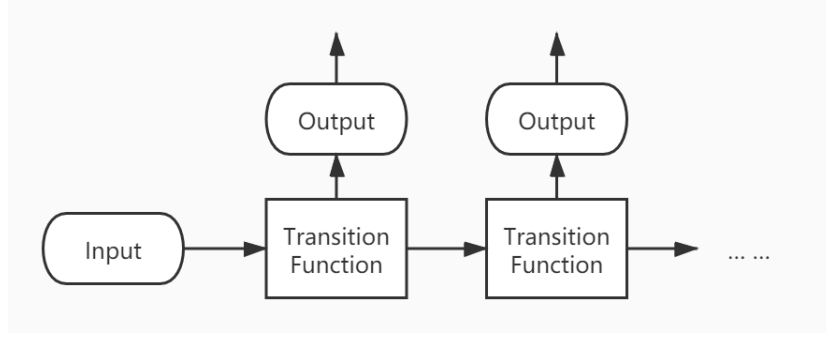 Output
Output
Input
Transition
Function
Transition
Function
... ...